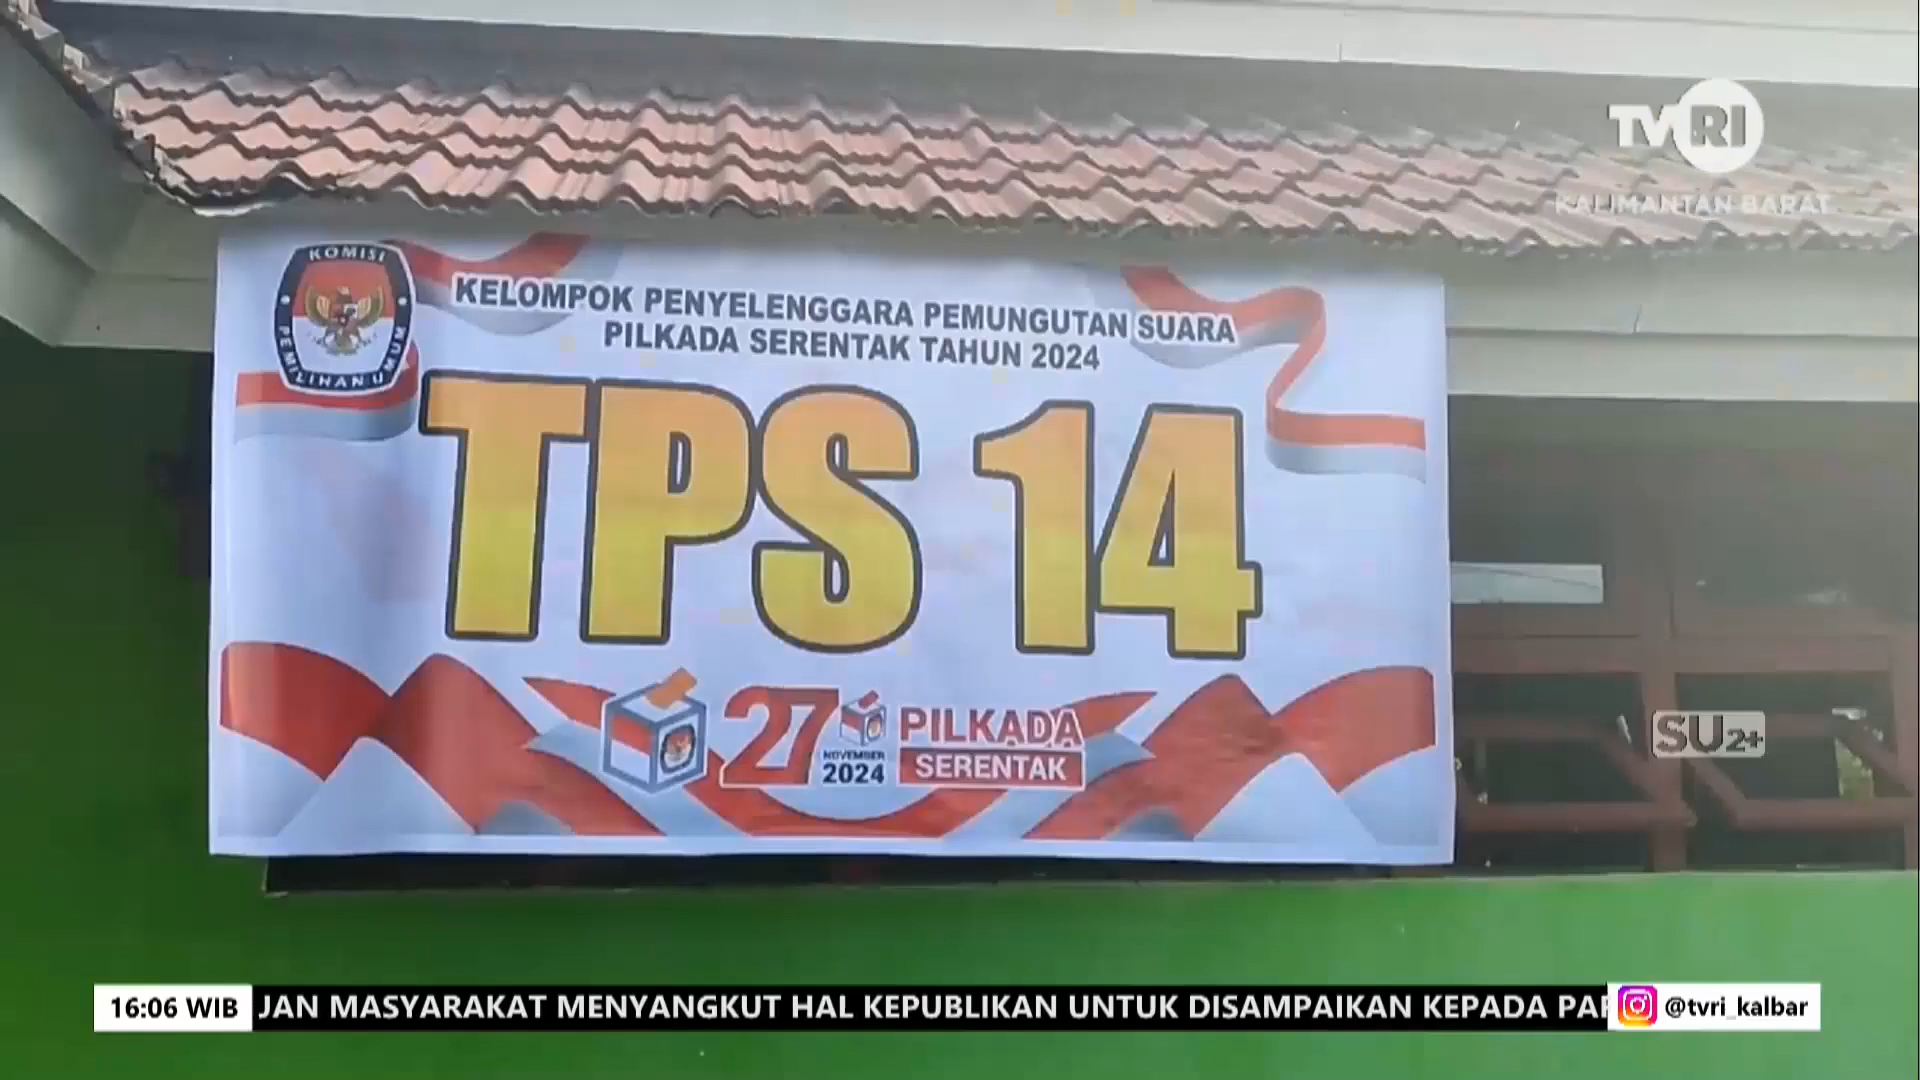 TVRI
KALIMANTAN BARAT
KOMISI
PEMILIHAN UMUM
KELOMPOK PENYELENGGARA PEMUNGUTAN SUARA
PILKADA SERENTAK TAHUN 2024
TPS 14
27
NOVEMBER
2024
PILKADA
SERENTAK
SU2+
16:06 WIB
JAN MASYARAKAT MENYANGKUT HAL KEPUBLIKAN UNTUK DISAMPAIKAN KEPADA PAR
@tvri_kalbar